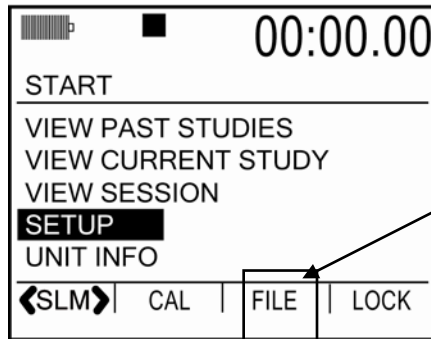 00:00.00
START
VIEW PAST STUDIES
VIEW CURRENT STUDY
VIEW SESSION
SETUP
UNIT INFO
❮SLM❯| CAL | FILE | LOCK